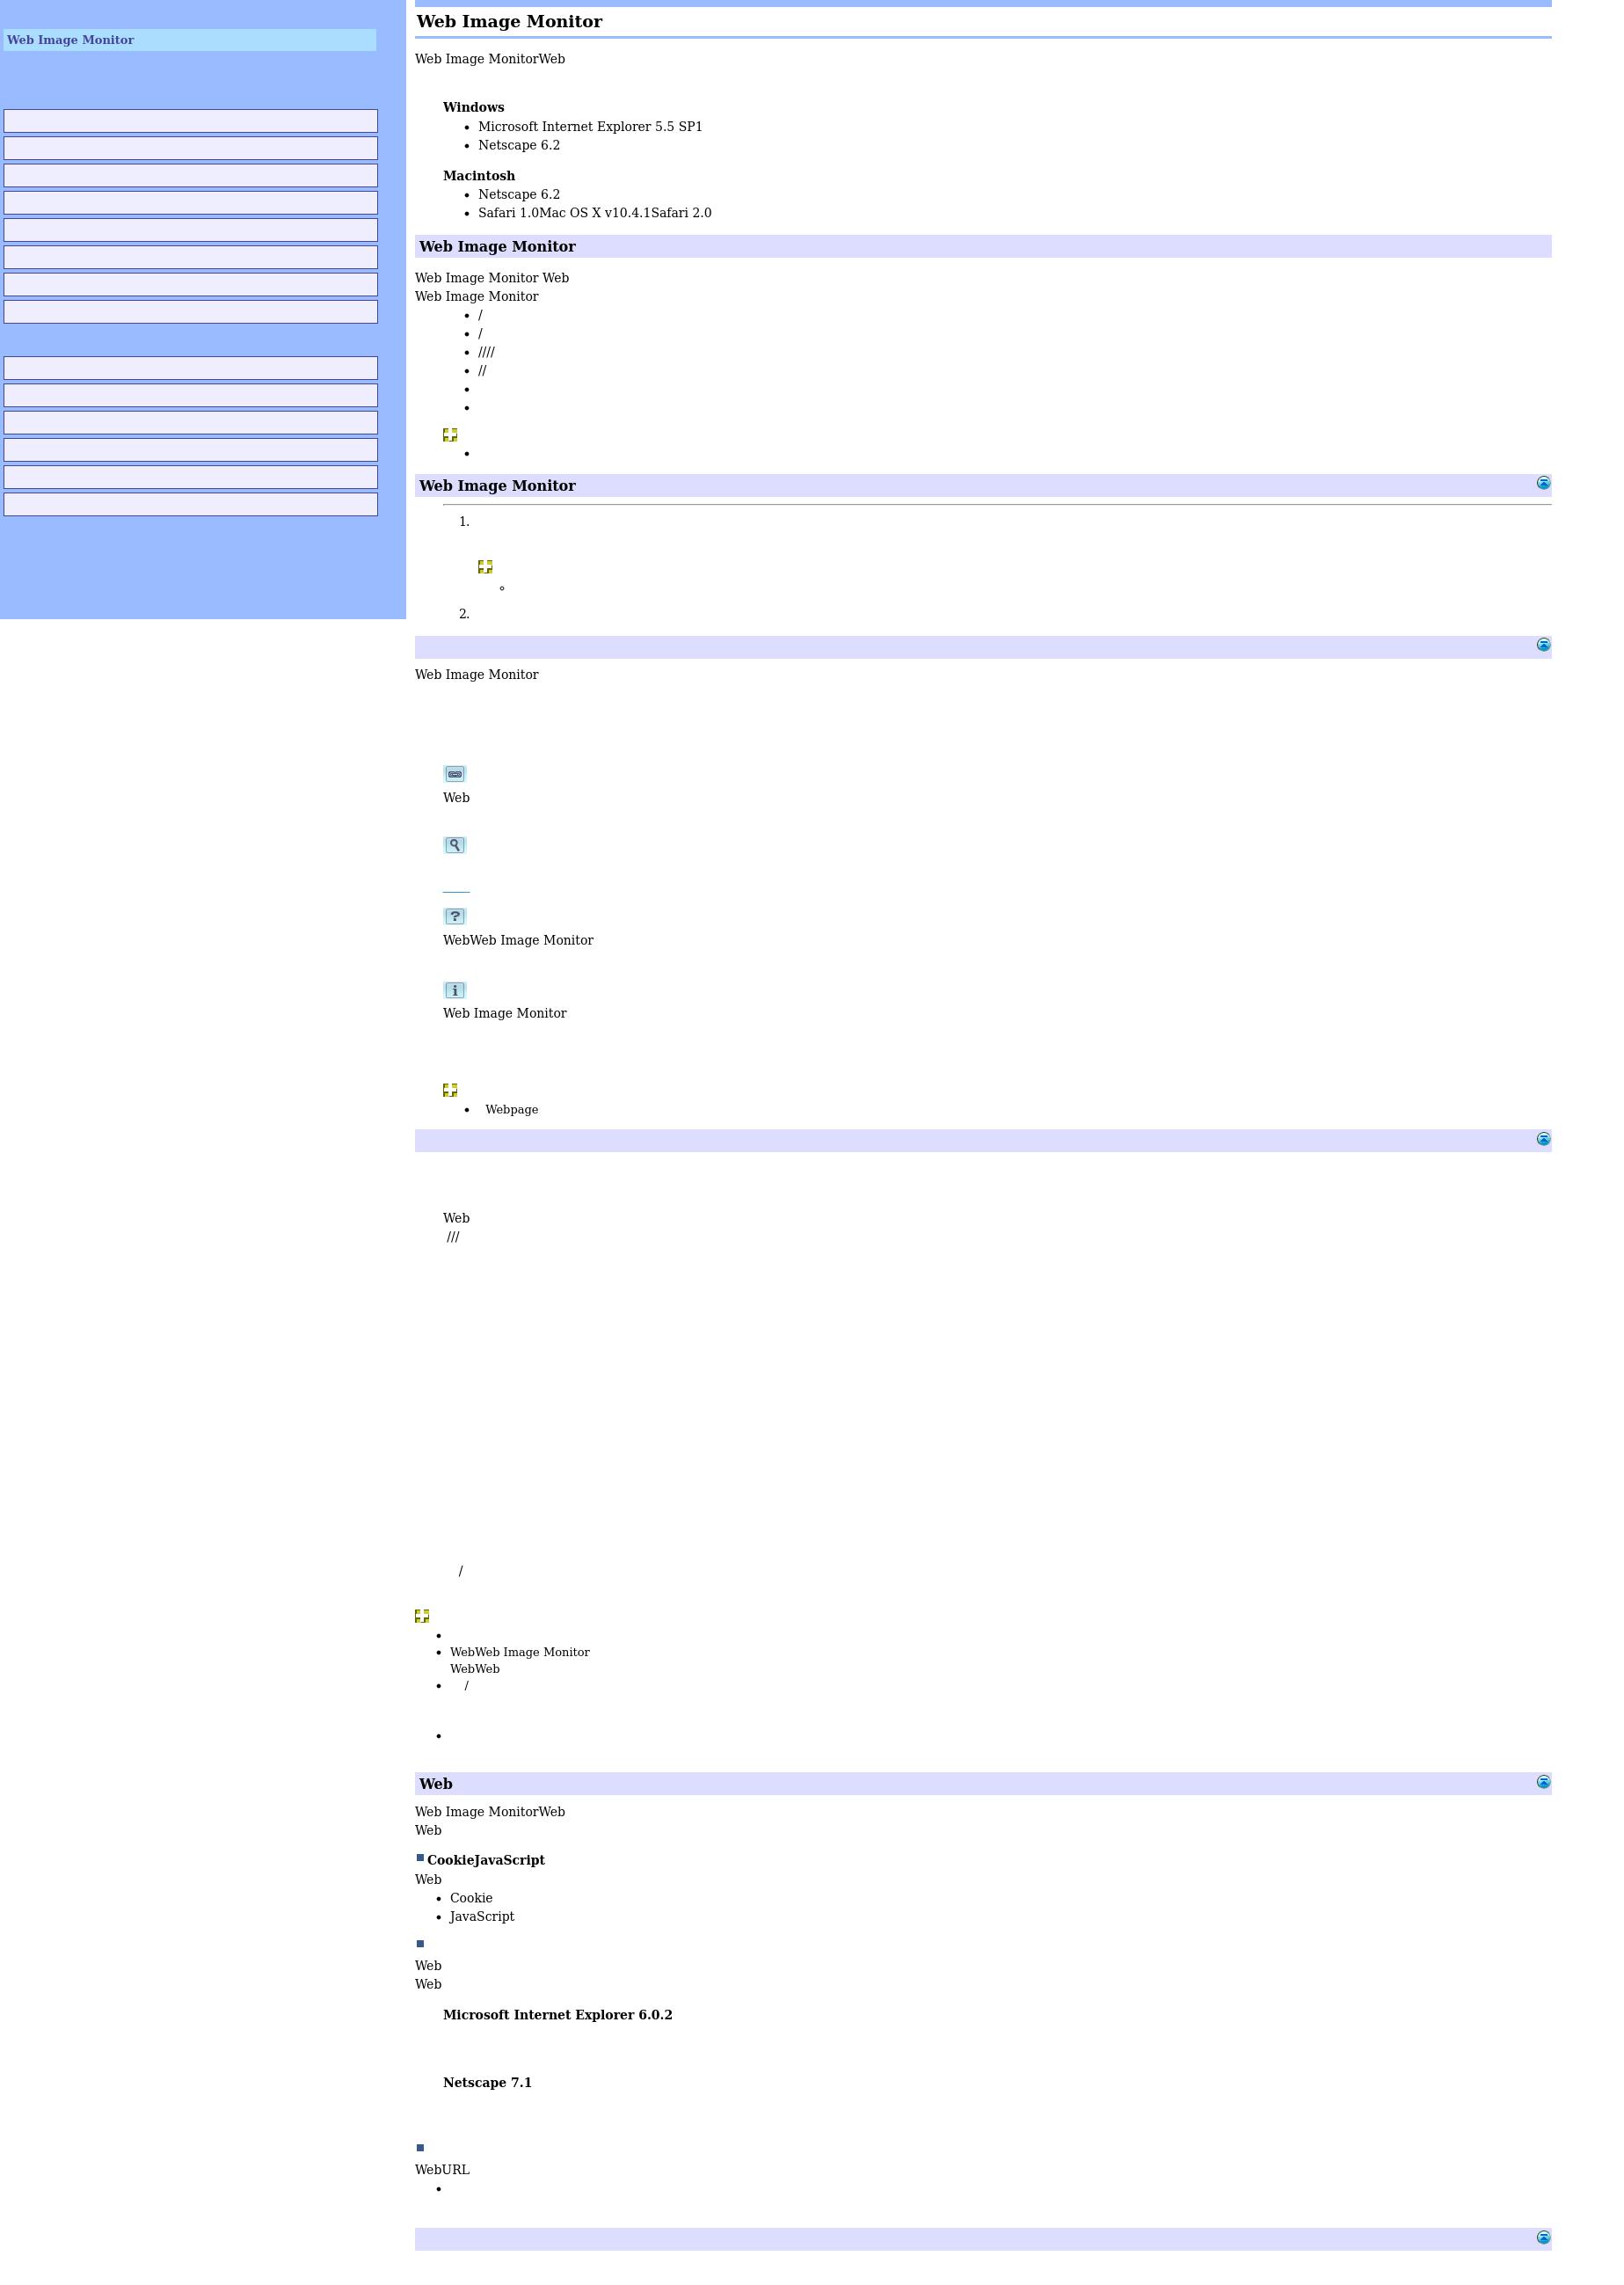 Web Image Monitor
Web Image Monitor
Web Image MonitorWeb
Windows
• Microsoft Internet Explorer 5.5 SP1
• Netscape 6.2
Macintosh
• Netscape 6.2
• Safari 1.0Mac OS X v10.4.1Safari 2.0
Web Image Monitor
Web Image Monitor Web
Web Image Monitor
• /
• /
• ////
• //
Web Image Monitor
1.
2.
Web Image Monitor
Web
?
WebWeb Image Monitor
i
Web Image Monitor
• Webpage
Web
///
/
• WebWeb Image Monitor
WebWeb
• /
Web
Web Image MonitorWeb
Web
CookieJavaScript
Web
• Cookie
• JavaScript
Web
Web
Microsoft Internet Explorer 6.0.2
Netscape 7.1
WebURL